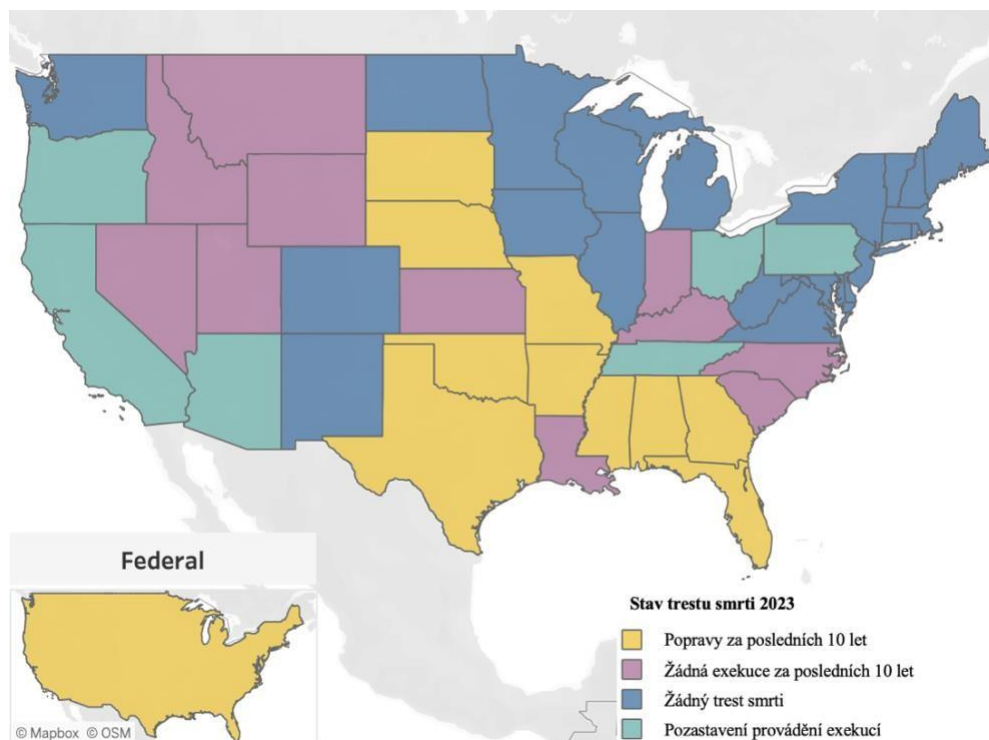 Federal
© Mapbox © OSM
Stav trestu smrti 2023
Popravy za posledních 10 let
Žádná exekuce za posledních 10 let
Žádný trest smrti
Pozastavení provádění exekucí